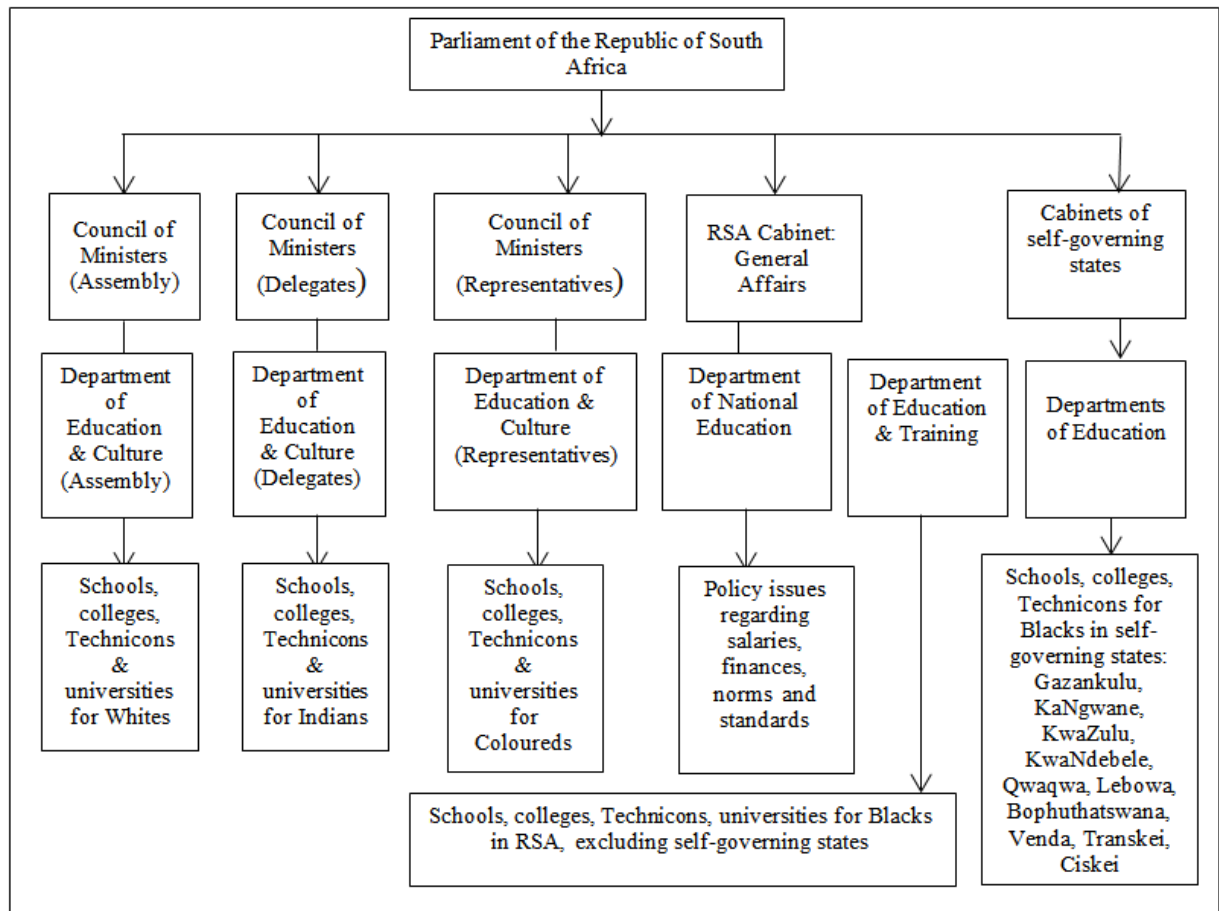 Parliament of the Republic of South
Africa
Council of
Ministers
(Assembly)
Council of
Ministers
(Delegates)
Council of
Ministers
(Representatives)
RSA Cabinet:
General
Affairs
Cabinets of
self-governing
states
Department
of
Education
& Culture
(Assembly)
Department
of
Education
& Culture
(Delegates)
Department of
Education &
Culture
(Representatives)
Department
of National
Education
Department
of Education
& Training
Departments
of Education
Schools,
colleges,
Technicons
&
universities
for Whites
Schools,
colleges,
Technicons
&
universities
for Indians
Schools,
colleges,
Technicons
&
universities
for
Coloureds
Policy issues
regarding
salaries,
finances,
norms and
standards
Schools, colleges,
Technicons for
Blacks in self-
governing states:
Gazankulu,
KaNgwane,
KwaZulu,
KwaNdebele,
Qwaqwa, Lebowa,
Bophuthatswana,
Venda, Transkei,
Ciskei
Schools, colleges, Technicons, universities for Blacks
in RSA, excluding self-governing states